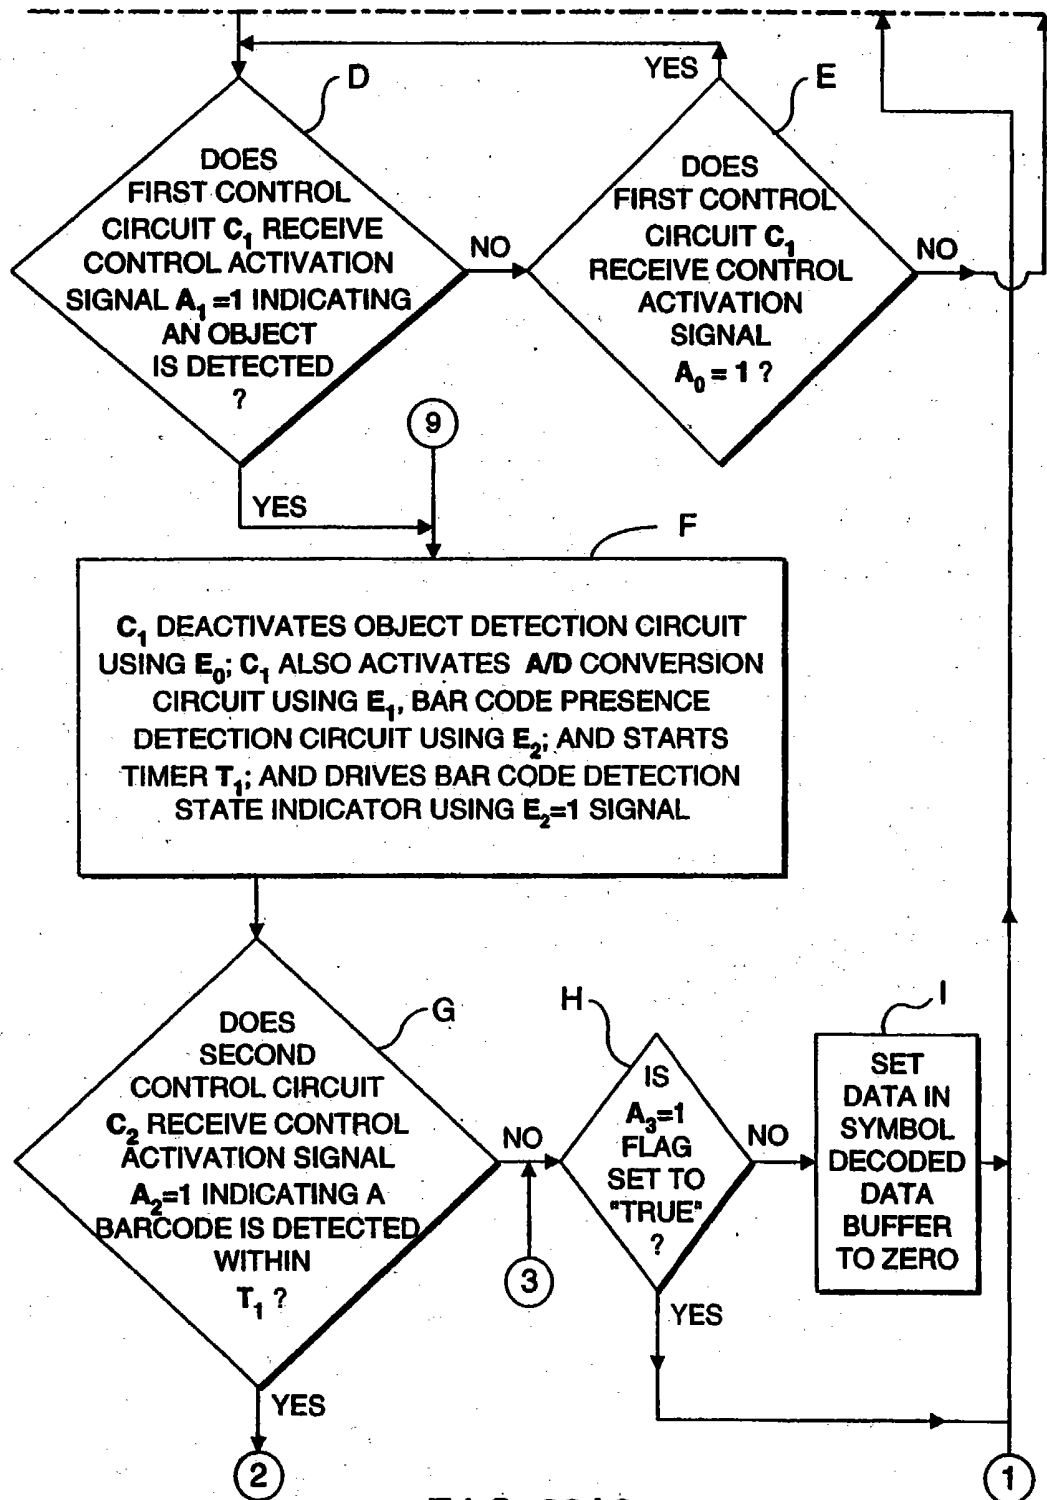 YES
D
E
DOES
FIRST CONTROL
CIRCUIT C₁ RECEIVE
CONTROL ACTIVATION
SIGNAL A₁ =1 INDICATING
AN OBJECT
IS DETECTED
?
NO
DOES
FIRST CONTROL
CIRCUIT C₁
RECEIVE CONTROL
ACTIVATION
SIGNAL
A₀ = 1 ?
NO
9
YES
F
C₁ DEACTIVATES OBJECT DETECTION CIRCUIT
USING E₀; C₁ ALSO ACTIVATES A/D CONVERSION
CIRCUIT USING E₁, BAR CODE PRESENCE
DETECTION CIRCUIT USING E₂; AND STARTS
TIMER T₁; AND DRIVES BAR CODE DETECTION
STATE INDICATOR USING E₂=1 SIGNAL
G
DOES
SECOND
CONTROL CIRCUIT
C₂ RECEIVE CONTROL
ACTIVATION SIGNAL
A₂=1 INDICATING A
BARCODE IS DETECTED
WITHIN
T₁ ?
NO
3
H
IS
A₃=1
FLAG
SET TO
"TRUE"
?
NO
I
SET
DATA IN
SYMBOL
DECODED
DATA
BUFFER
TO ZERO
YES
YES
2
1